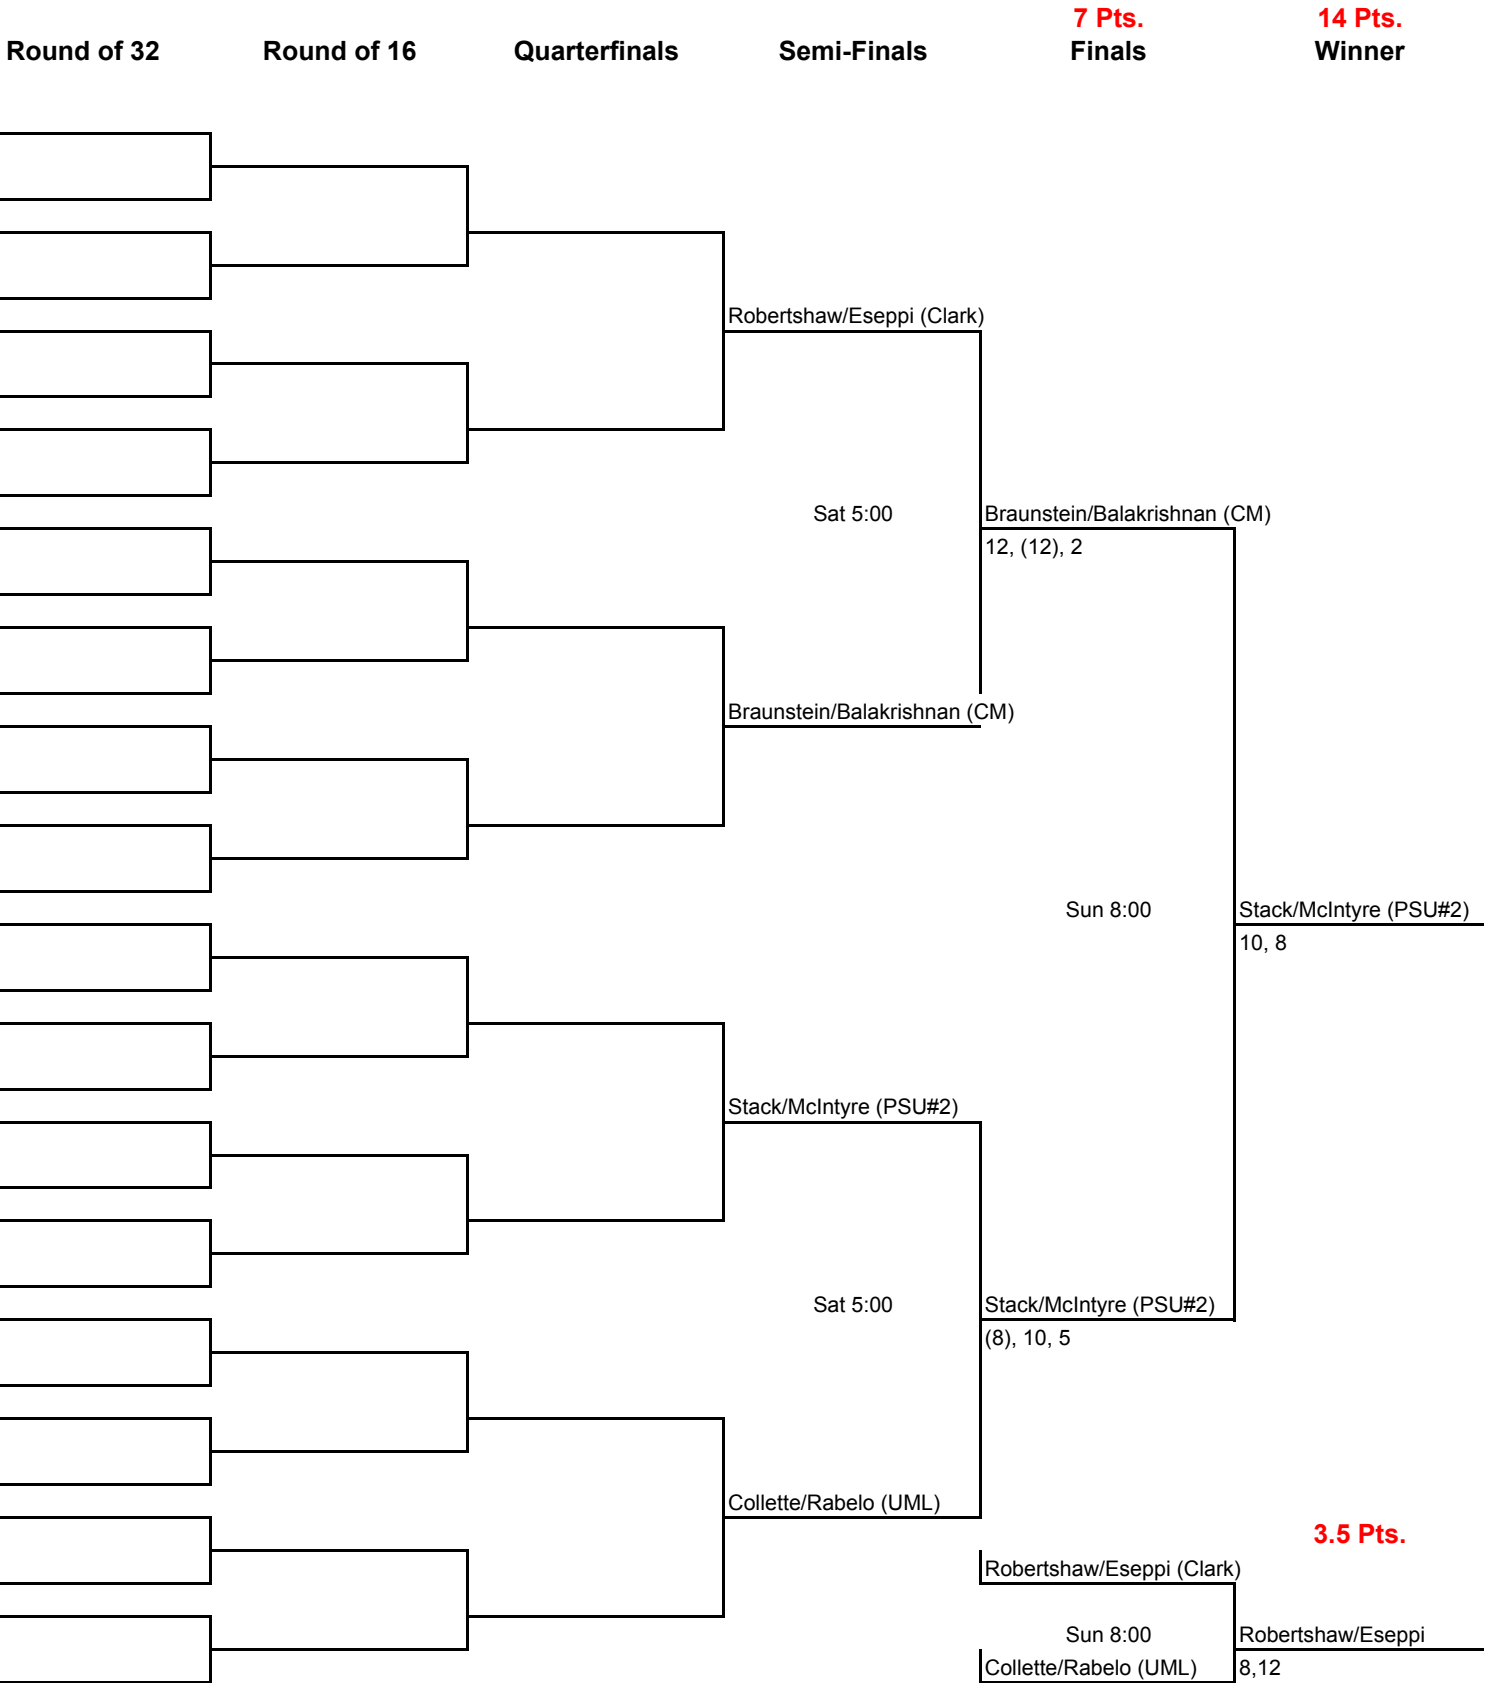 7 Pts.
14 Pts.
Round of 32
Round of 16
Quarterfinals
Semi-Finals
Finals
Winner
Robertshaw/Eseppi (Clark)
Sat 5:00
Braunstein/Balakrishnan (CM)
12, (12), 2
Braunstein/Balakrishnan (CM)
Sun 8:00
Stack/McIntyre (PSU#2)
10, 8
Stack/McIntyre (PSU#2)
Sat 5:00
Stack/McIntyre (PSU#2)
(8), 10, 5
Collette/Rabelo (UML)
3.5 Pts.
Robertshaw/Eseppi (Clark)
Sun 8:00
Robertshaw/Eseppi
Collette/Rabelo (UML)
8,12